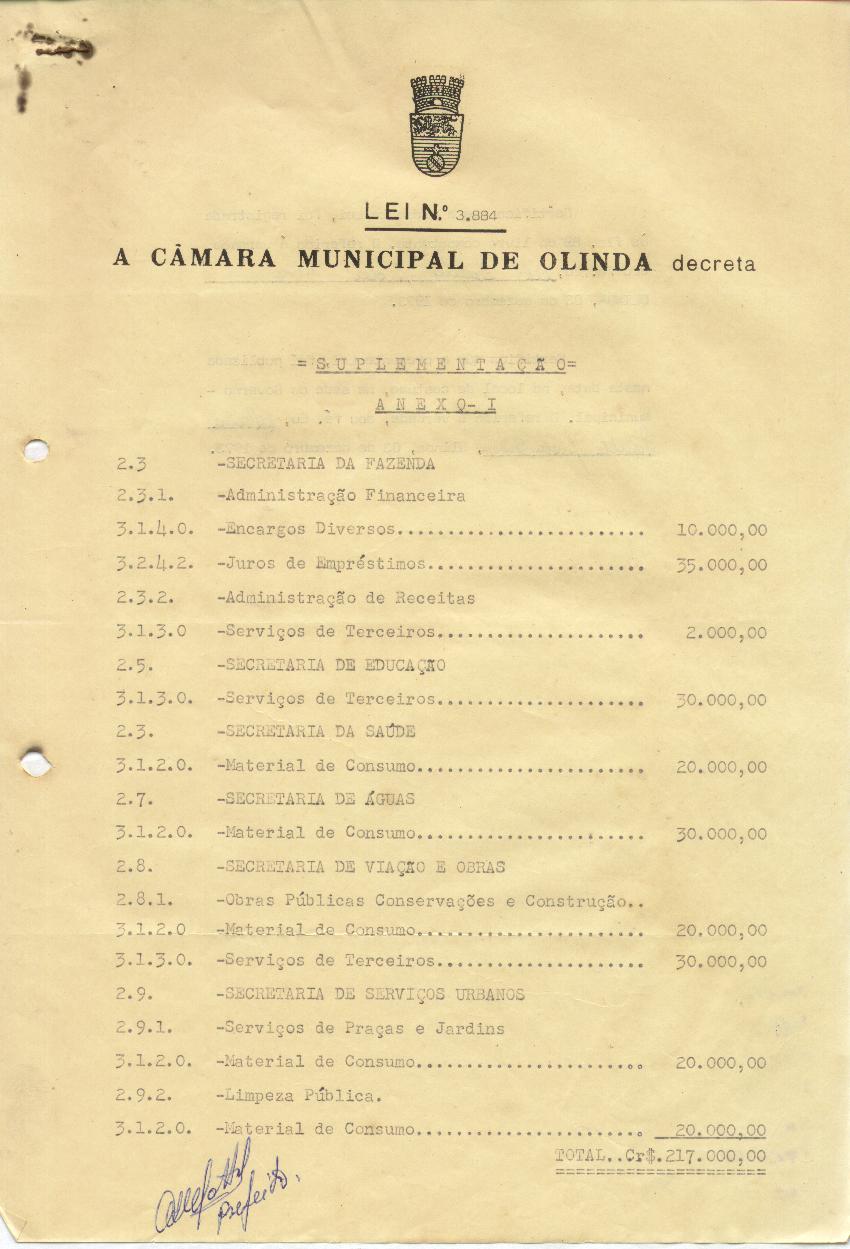 LEI N.º 3.884
A CÂMARA MUNICIPAL DE OLINDA decreta
=SUPLEMENTAÇÃO=
ANEXO-I
2.3 -SECRETARIA DA FAZENDA
2.3.1. -Administração Financeira
3.1.4.0. -Encargos Diversos......................... 10.000,00
3.2.4.2. -Juros de Empréstimos...................... 35.000,00
2.3.2. -Administração de Receitas
3.1.3.0 -Serviços de Terceiros..................... 2.000,00
2.5. -SECRETARIA DE EDUCAÇÃO
3.1.3.0. -Serviços de Terceiros..................... 30.000,00
2.3. -SECRETARIA DA SAÚDE
3.1.2.0. -Material de Consumo....................... 20.000,00
2.7. -SECRETARIA DE ÁGUAS
3.1.2.0. -Material de Consumo....................... 30.000,00
2.8. -SECRETARIA DE VIAÇÃO E OBRAS
2.8.1. -Obras Públicas Conservações e Construção..
3.1.2.0 -Material de Consumo....................... 20.000,00
3.1.3.0. -Serviços de Terceiros..................... 30.000,00
2.9. -SECRETARIA DE SERVIÇOS URBANOS
2.9.1. -Serviços de Praças e Jardins
3.1.2.0. -Material de Consumo....................... 20.000,00
2.9.2. -Limpeza Pública.
3.1.2.0. -Material de Consumo....................... 20.000,00
TOTAL..Cr$.217.000,00
prefeito.